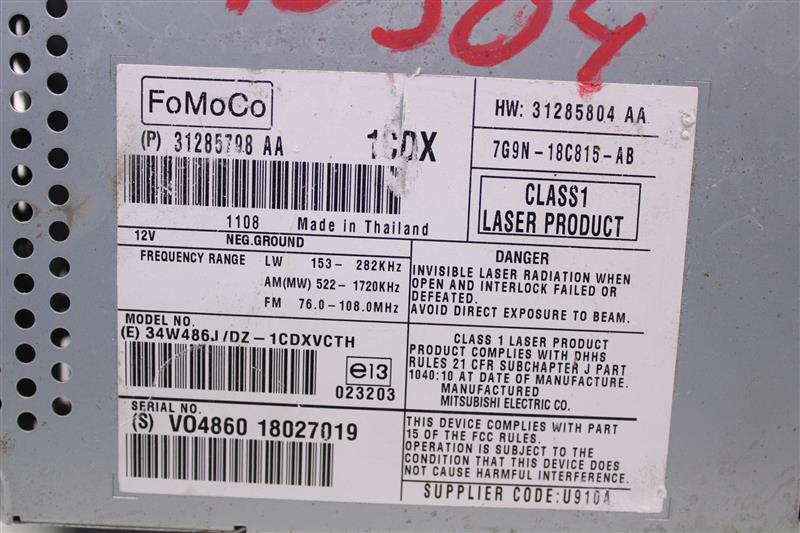 504
FoMoCo
(P) 31285798 AA
1CDX
HW: 31285804 AA
7G9N-18C815-AB
CLASS1
LASER PRODUCT
1108 Made in Thailand
12V NEG.GROUND
FREQUENCY RANGE LW 153- 282KHz
AM(MW) 522-1720KHz
FM 76.0-108.0MHz
DANGER
INVISIBLE LASER RADIATION WHEN
OPEN AND INTERLOCK FAILED OR
DEFEATED.
AVOID DIRECT EXPOSURE TO BEAM.
MODEL NO.
(E) 34W486J/DZ-1CDXVCTH
e13
023203
CLASS 1 LASER PRODUCT
PRODUCT COMPLIES WITH DHHS
RULES 21 CFR SUBCHAPTER J PART
1040:10 AT DATE OF MANUFACTURE.
MANUFACTURED
MITSUBISHI ELECTRIC CO.
SERIAL NO.
(S) VO4860 18027019
THIS DEVICE COMPLIES WITH PART
15 OF THE FCC RULES.
OPERATION IS SUBJECT TO THE
CONDITION THAT THIS DEVICE DOES
NOT CAUSE HARMFUL INTERFERENCE.
SUPPLIER CODE:U910A